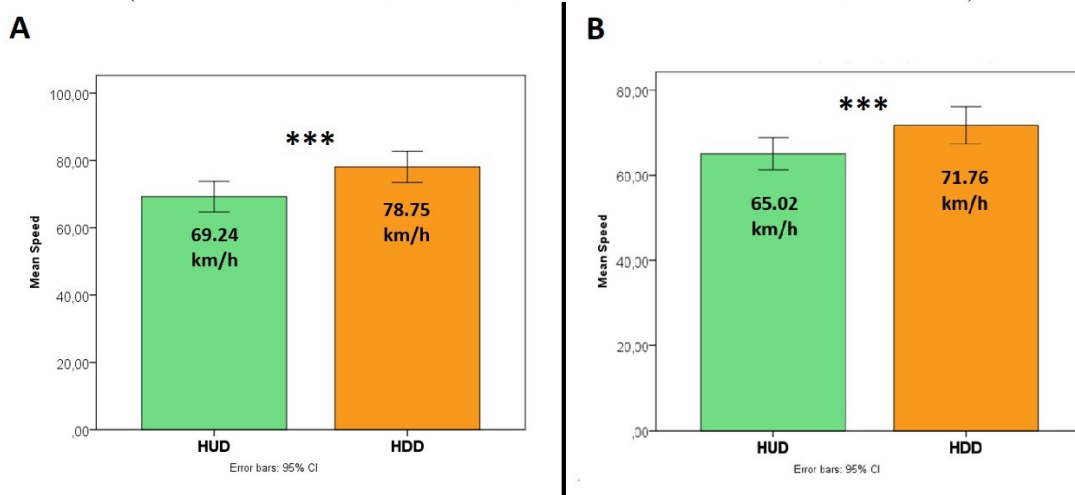 A
Mean Speed
100,00
80,00
60,00
40,00
20,00
,00
***
69.24
km/h
78.75
km/h
HUD
HDD
Error bars: 95% CI
B
Mean Speed
80,00
60,00
40,00
20,00
,00
***
65.02
km/h
71.76
km/h
HUD
HDD
Error bars: 95% CI